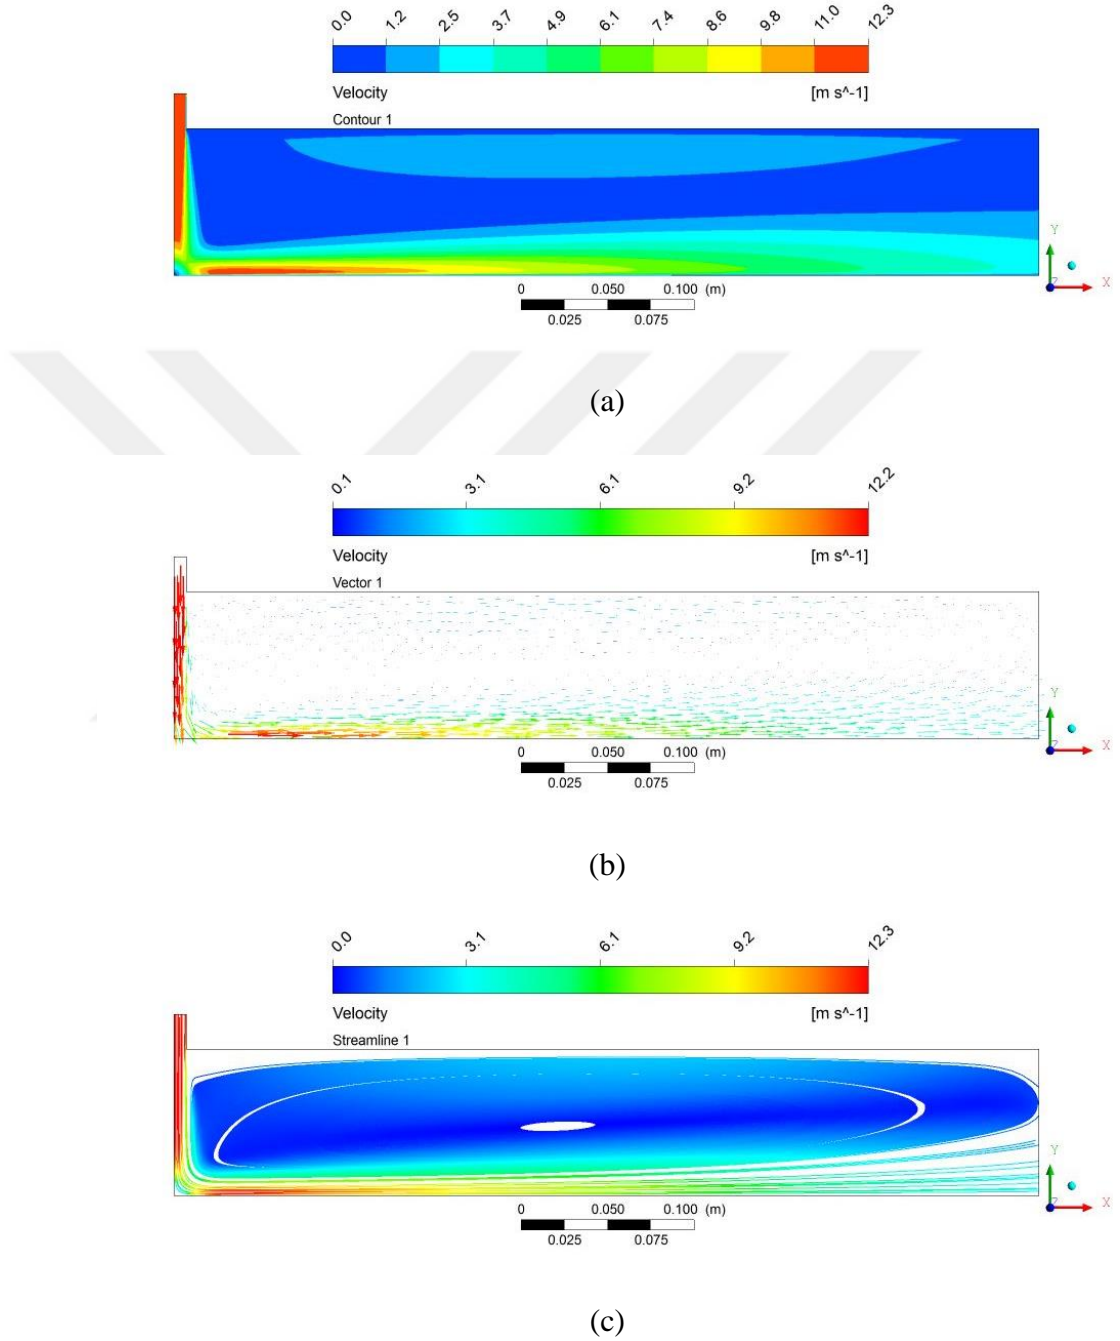 0.0 1.2 2.5 3.7 4.9 6.1 7.4 8.6 9.8 11.0 12.3
Velocity [m s^-1]
Contour 1
Y
Z X
0 0.050 0.100 (m)
0.025 0.075
(a)
0.1 3.1 6.1 9.2 12.2
Velocity [m s^-1]
Vector 1
Y
Z X
0 0.050 0.100 (m)
0.025 0.075
(b)
0.0 3.1 6.1 9.2 12.3
Velocity [m s^-1]
Streamline 1
Y
Z X
0 0.050 0.100 (m)
0.025 0.075
(c)